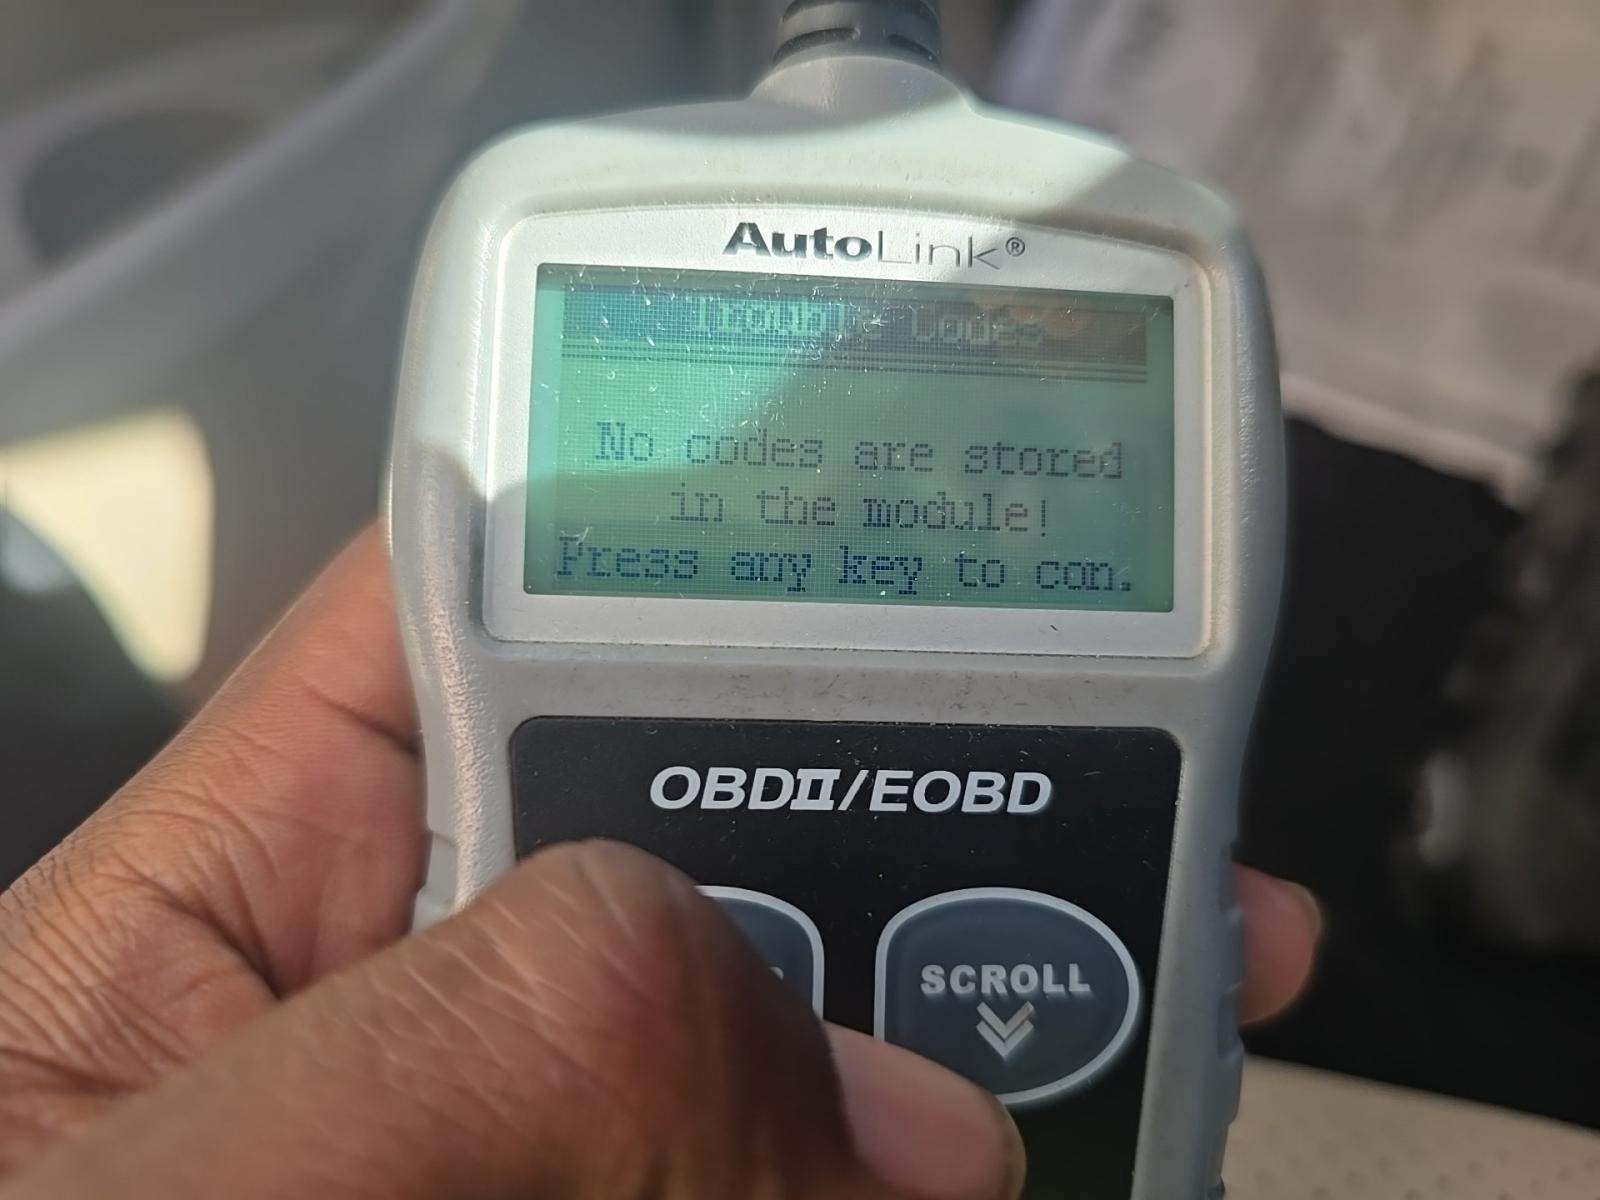 AutoLink®
Trouble Codes
No codes are stored
in the module!
Press any key to con.
OBDII/EOBD
SCROLL